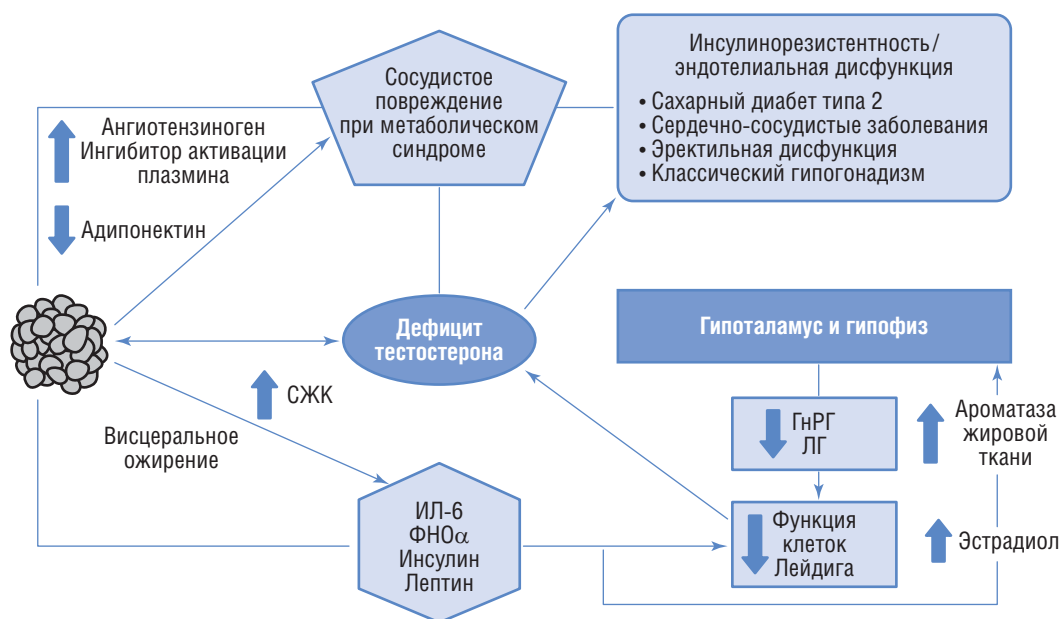 Сосудистое
повреждение
при метаболическом
синдроме
Инсулинорезистентность/
эндотелиальная дисфункция
• Сахарный диабет типа 2
• Сердечно-сосудистые заболевания
• Эректильная дисфункция
• Классический гипогонадизм
Ангиотензиноген
Ингибитор активации
плазмина
Адипонектин
Дефицит
тестостерона
Гипоталамус и гипофиз
СЖК
Висцеральное
ожирение
ГнРГ
ЛГ
Ароматаза
жировой
ткани
ИЛ-6
ФНОα
Инсулин
Лептин
Функция
клеток
Лейдига
Эстрадиол